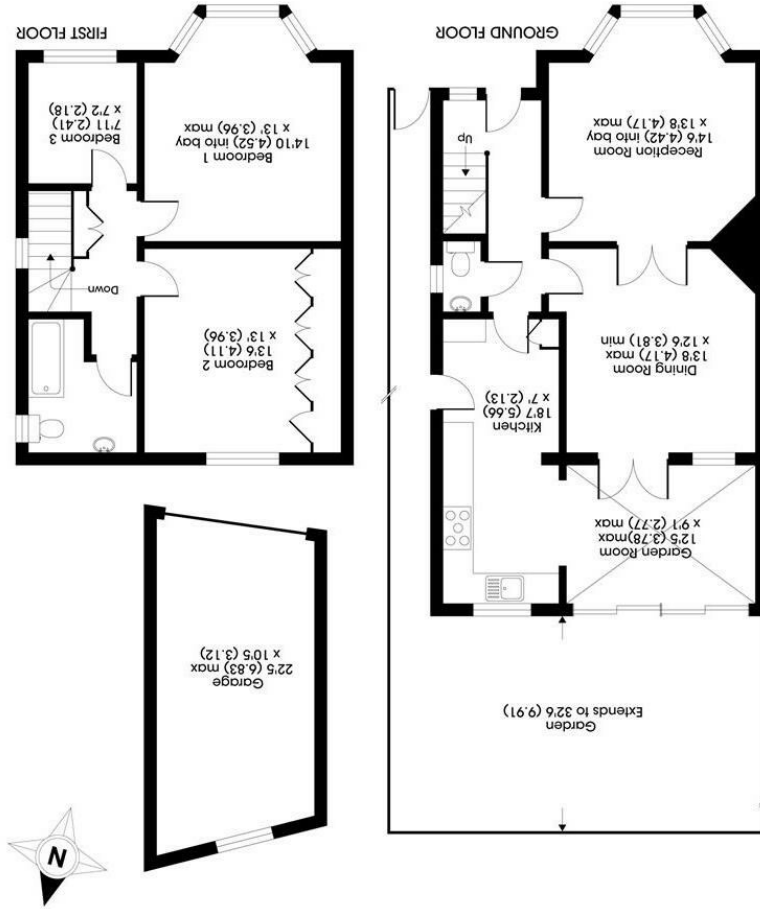 Garden
Extends to 32'6 (9.91)
Garden Room
12'5 (3.78)max
x 9'1 (2.77) max
Kitchen
18'7 (5.66)
x 7' (2.13)
Dining Room
13'8 (4.17) max
x 12'6 (3.81) min
Reception Room
14'6 (4.42) into bay
x 13'8 (4.17) max
Up
GROUND FLOOR
N
Garage
22'5 (6.83) max
x 10'5 (3.12)
Bedroom 2
13'6 (4.11)
x 13' (3.96)
Down
Bedroom 1
14'10 (4.52) into bay
x 13' (3.96) max
Bedroom 3
7'11 (2.41)
x 7'2 (2.18)
FIRST FLOOR